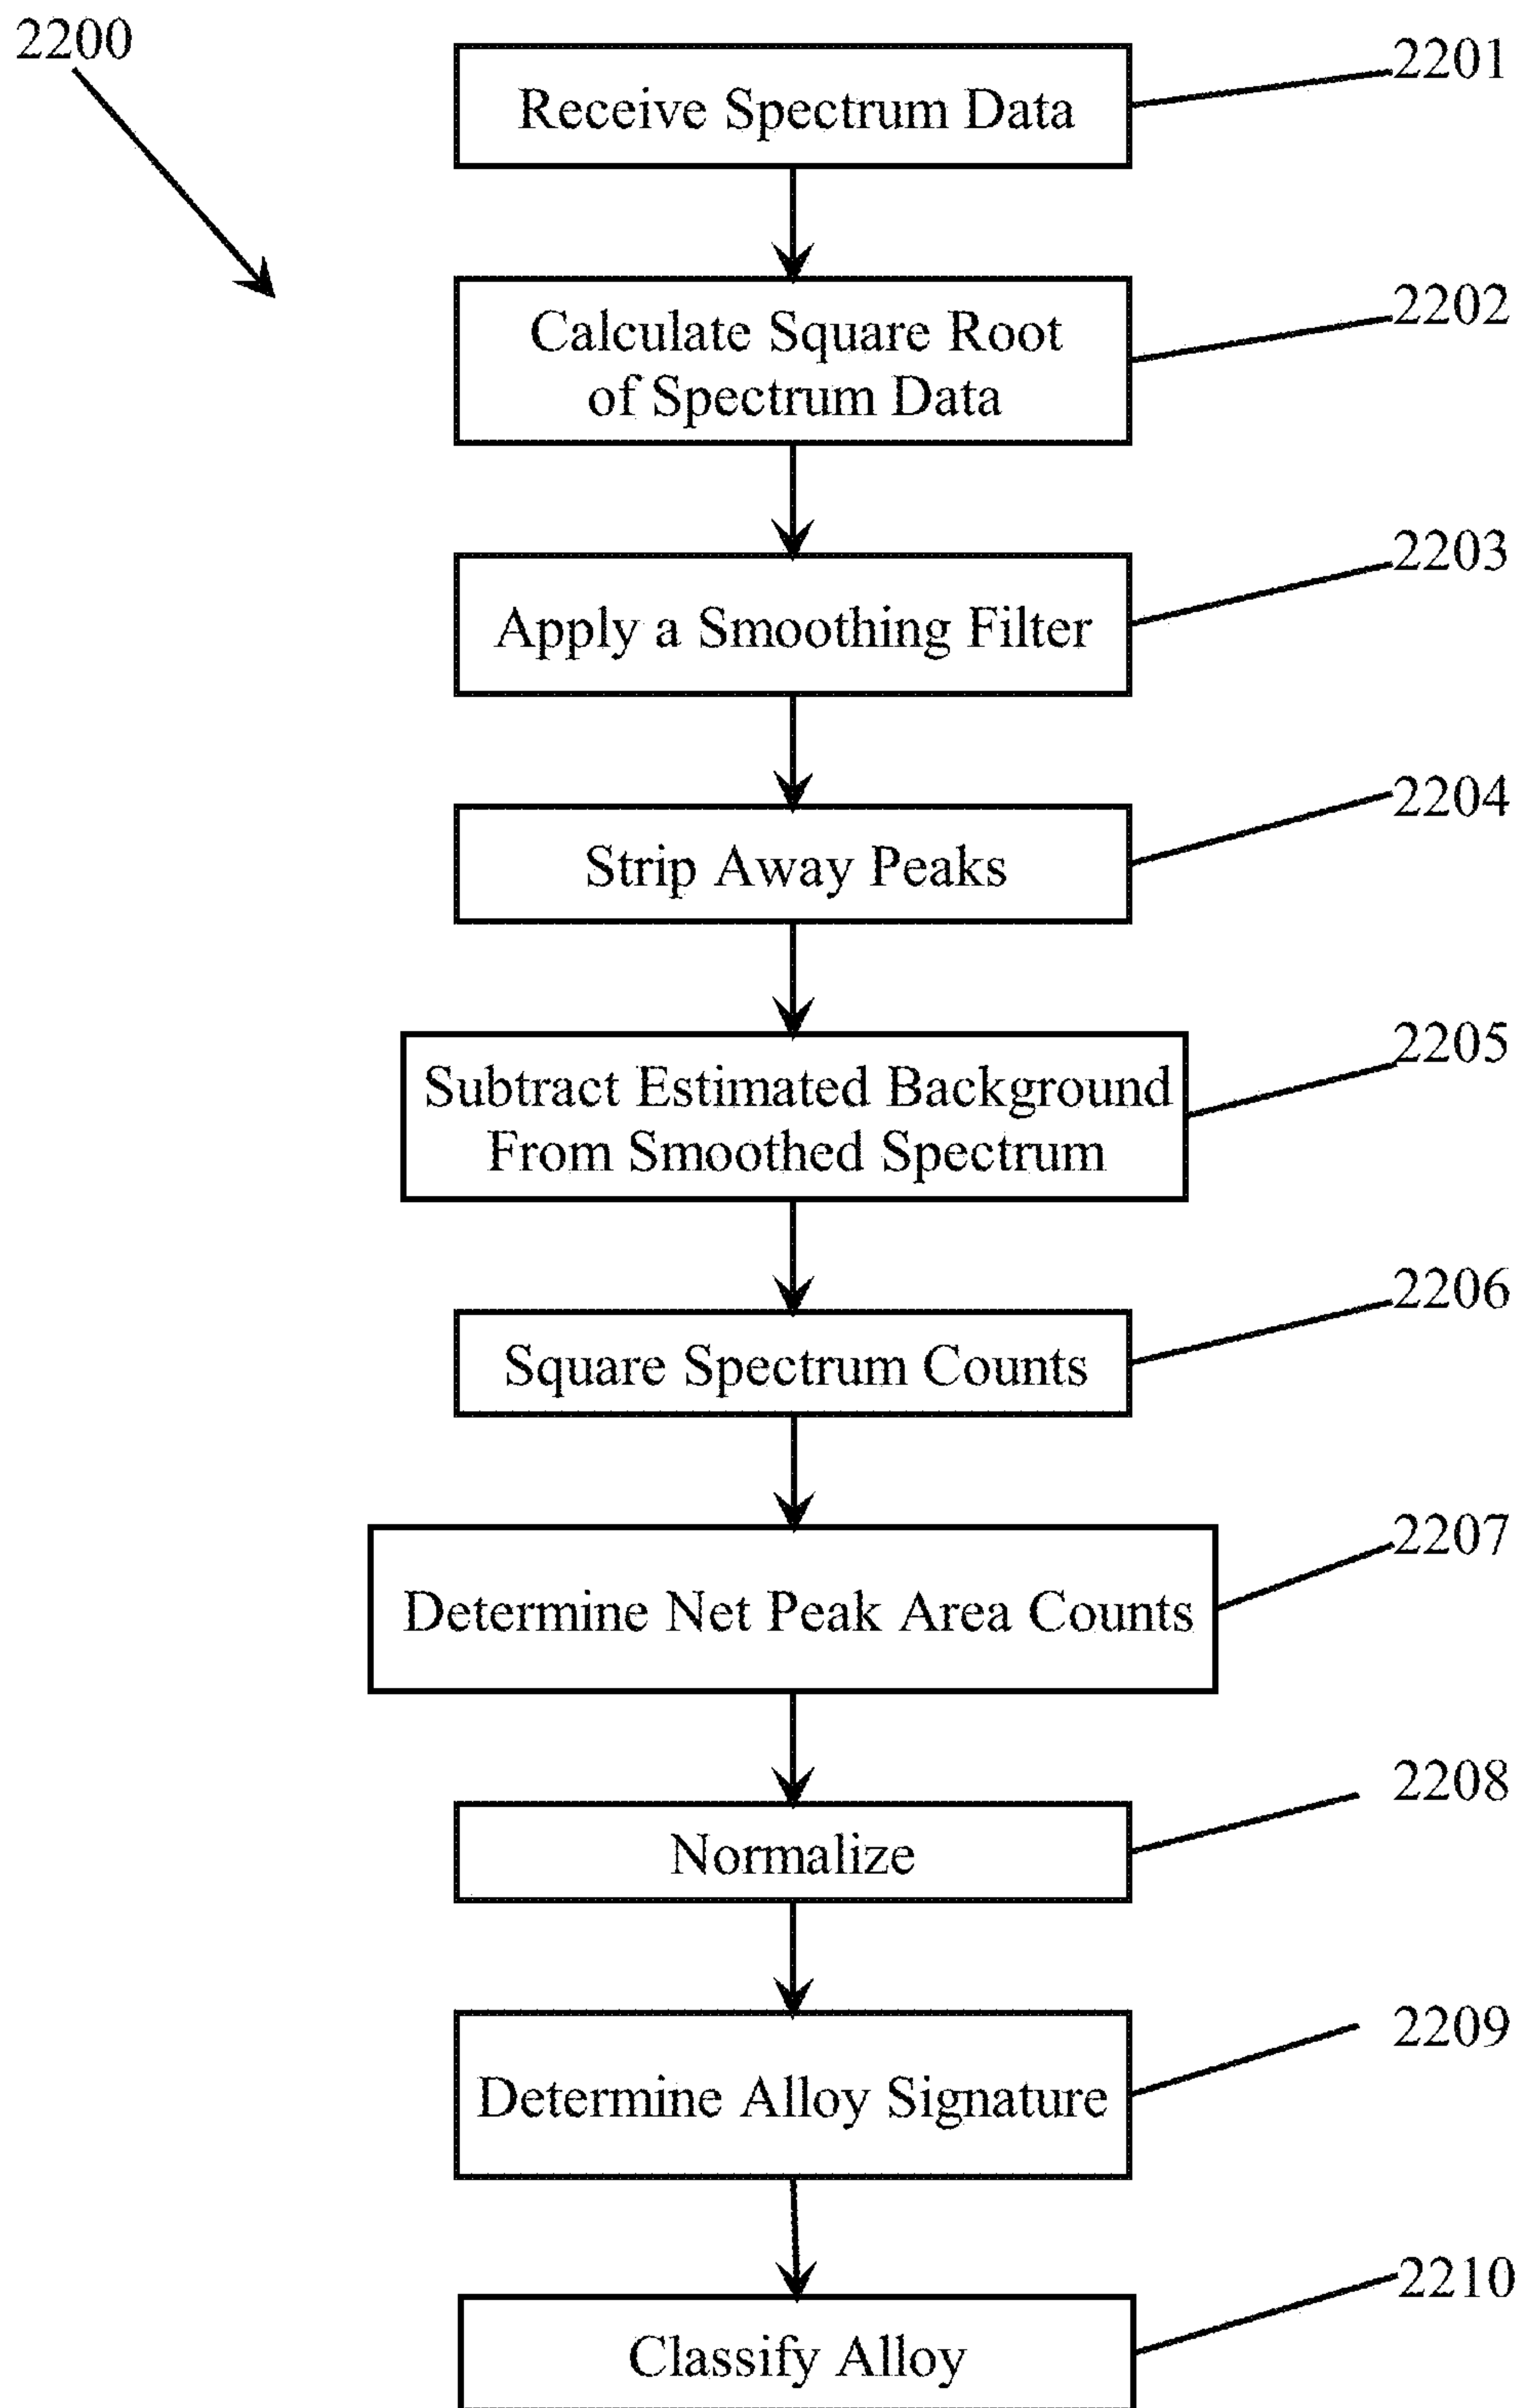 2200
2201
Receive Spectrum Data
2202
Calculate Square Root
of Spectrum Data
2203
Apply a Smoothing Filter
2204
Strip Away Peaks
2205
Subtract Estimated Background
From Smoothed Spectrum
2206
Square Spectrum Counts
2207
Determine Net Peak Area Counts
2208
Normalize
2209
Determine Alloy Signature
2210
Classify Alloy